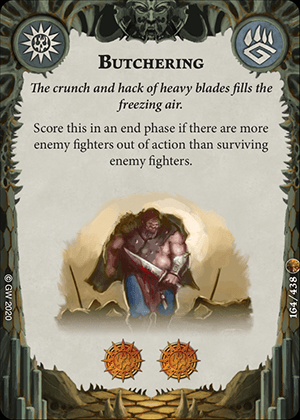 Butchering
The crunch and hack of heavy blades fills the
freezing air.
Score this in an end phase if there are more
enemy fighters out of action than surviving
enemy fighters.
© GW 2020
164/438